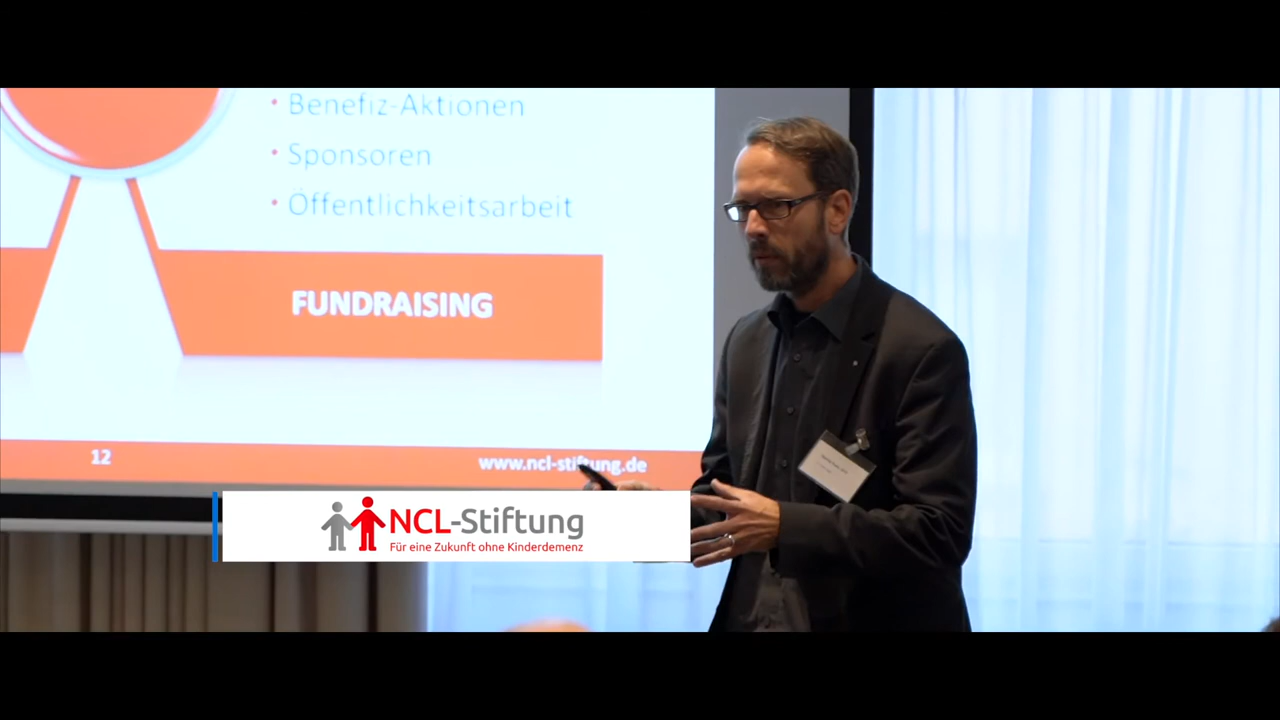 • Benefiz-Aktionen
• Sponsoren
• Öffentlichkeitsarbeit
FUNDRAISING
12
www.ncl-stiftung.de
NCL-Stiftung
Für eine Zukunft ohne Kinderdemenz